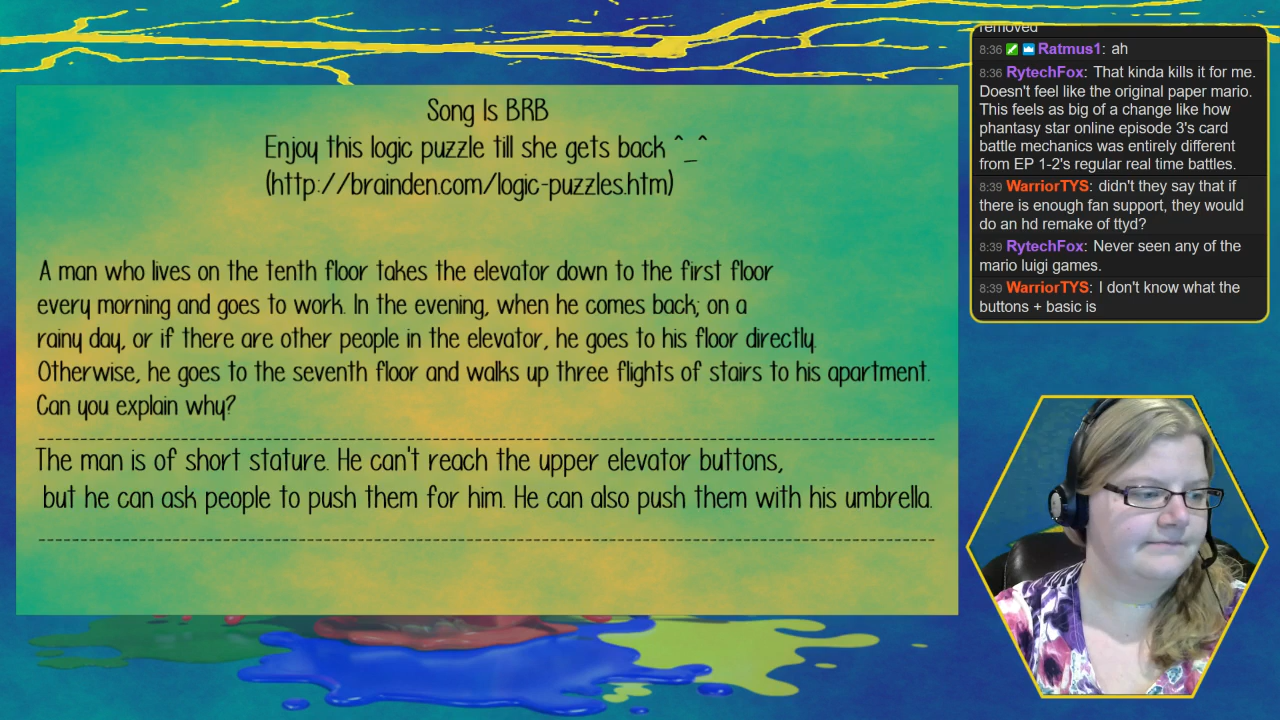 Song Is BRB
Enjoy this logic puzzle till she gets back ^_^
(http://brainden.com/logic-puzzles.htm)
A man who lives on the tenth floor takes the elevator down to the first floor
every morning and goes to work. In the evening, when he comes back; on a
rainy day, or if there are other people in the elevator, he goes to his floor directly.
Otherwise, he goes to the seventh floor and walks up three flights of stairs to his apartment.
Can you explain why?
The man is of short stature. He can't reach the upper elevator buttons,
but he can ask people to push them for him. He can also push them with his umbrella.
removed
8:36 Ratmus1: ah
8:36 RytechFox: That kinda kills it for me.
Doesn't feel like the original paper mario.
This feels as big of a change like how
phantasy star online episode 3's card
battle mechanics was entirely different
from EP 1-2's regular real time battles.
8:39 WarriorTYS: didn't they say that if
there is enough fan support, they would
do an hd remake of ttyd?
8:39 RytechFox: Never seen any of the
mario luigi games.
8:39 WarriorTYS: I don't know what the
buttons + basic is